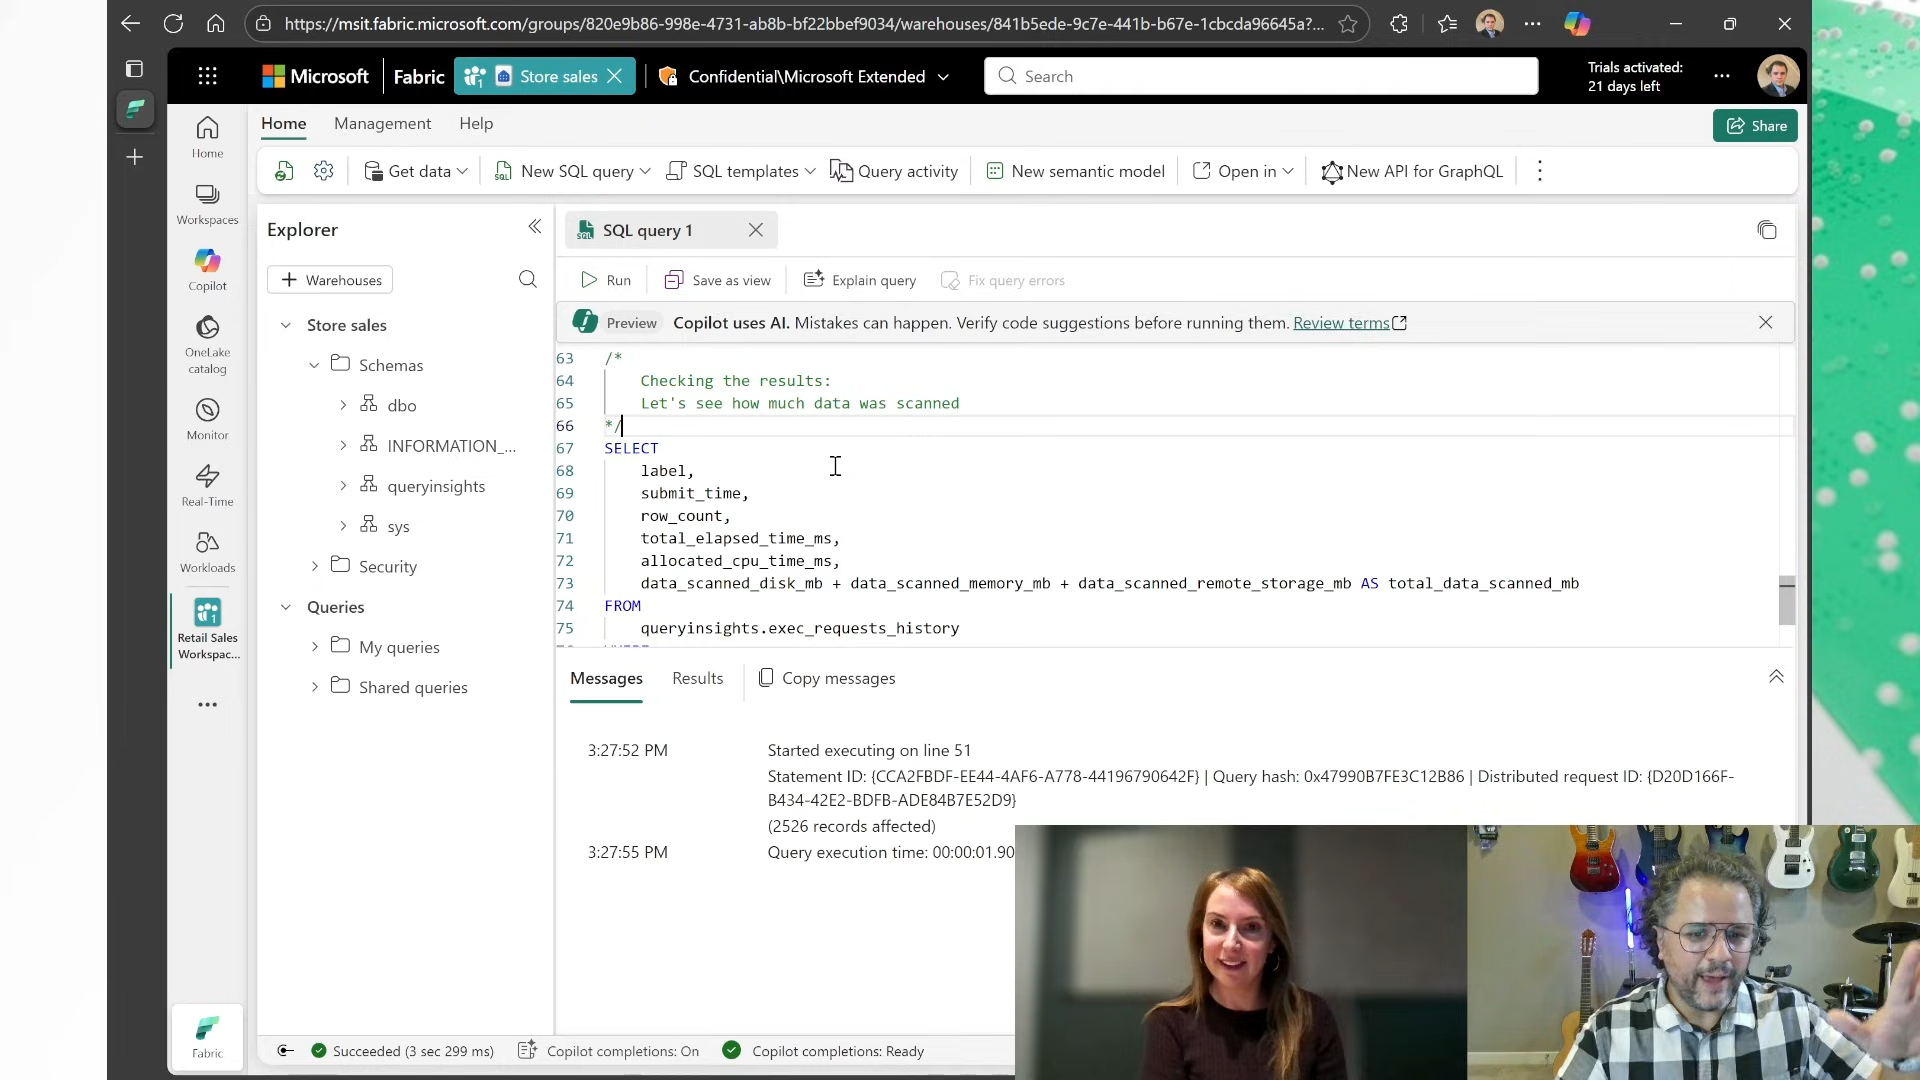 https://msit.fabric.microsoft.com/groups/820e9b86-998e-4731-ab8b-bf22bbef9034/warehouses/841b5ede-9c7e-441b-b67e-1cbcda96645a?...
Microsoft Fabric Store sales Confidential\Microsoft Extended Search Trials activated:
21 days left
Home Management Help Share
Get data New SQL query SQL templates Query activity New semantic model Open in New API for GraphQL
Home
Workspaces
Copilot
OneLake
catalog
Monitor
Real-Time
Workloads
Retail Sales
Workspac...
Fabric
Explorer
Warehouses
Store sales
Schemas
dbo
INFORMATION_...
queryinsights
sys
Security
Queries
My queries
Shared queries
SQL query 1
Run Save as view Explain query Fix query errors
Preview Copilot uses AI. Mistakes can happen. Verify code suggestions before running them. Review terms
63 /*
64 Checking the results:
65 Let's see how much data was scanned
66 */
67 SELECT
68 label,
69 submit_time,
70 row_count,
71 total_elapsed_time_ms,
72 allocated_cpu_time_ms,
73 data_scanned_disk_mb + data_scanned_memory_mb + data_scanned_remote_storage_mb AS total_data_scanned_mb
74 FROM
75 queryinsights.exec_requests_history
Messages Results Copy messages
3:27:52 PM Started executing on line 51
Statement ID: {CCA2FBDF-EE44-4AF6-A778-44196790642F} | Query hash: 0x47990B7FE3C12B86 | Distributed request ID: {D20D166F-
B434-42E2-BDFB-ADE84B7E52D9}
(2526 records affected)
3:27:55 PM Query execution time: 00:00:01.90
Succeeded (3 sec 299 ms) Copilot completions: On Copilot completions: Ready